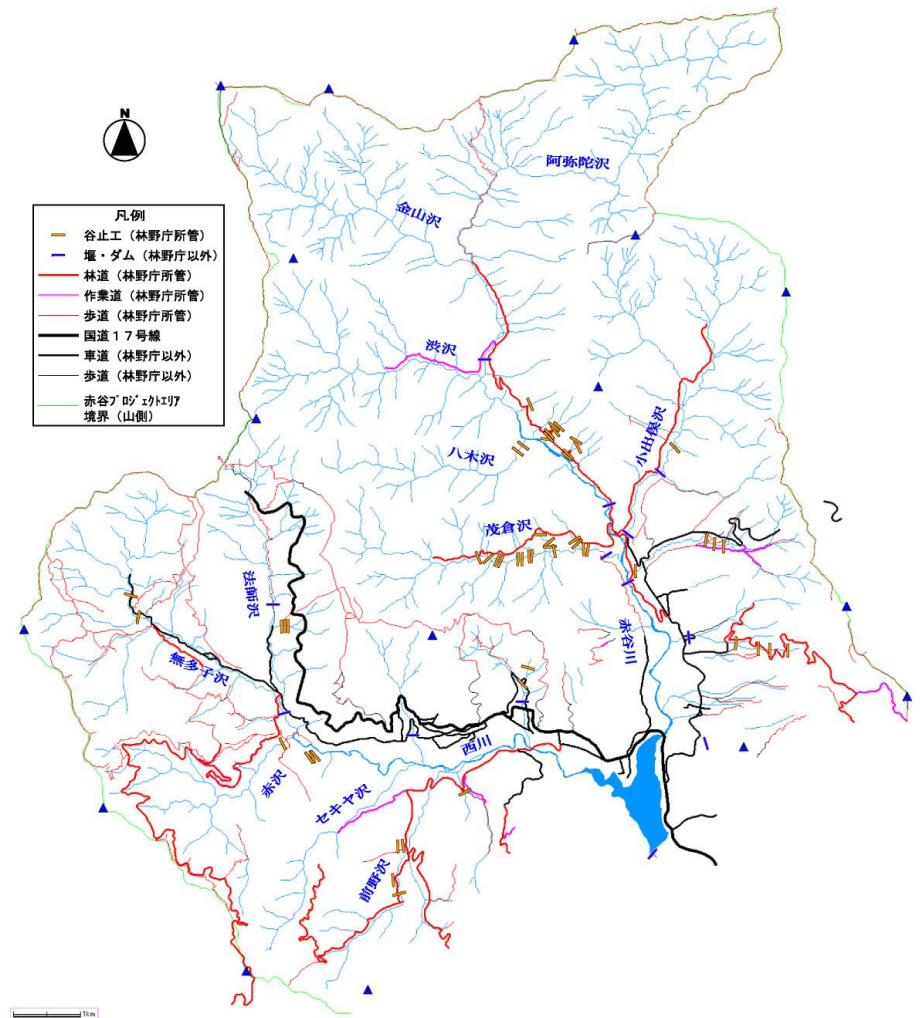 N
阿弥陀沢
金山沢
凡例
谷止工（林野庁所管）
堰・ダム（林野庁以外）
林道（林野庁所管）
作業道（林野庁所管）
歩道（林野庁所管）
国道１７号線
車道（林野庁以外）
歩道（林野庁以外）
赤谷ﾌﾟﾛｼﾞｪｸﾄエリア
境界（山側）
渋沢
小出俣沢
八木沢
茂倉沢
法師沢
赤谷川
無多子沢
西川
赤沢
セキヤ沢
前野沢
1km